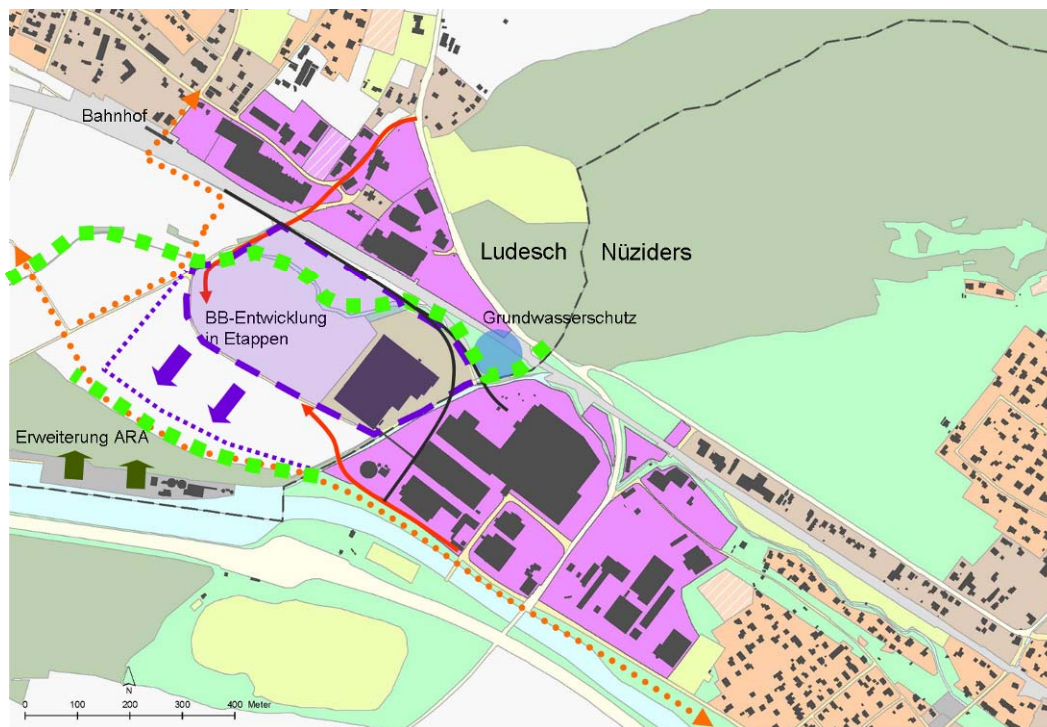 Bahnhof
Ludesch
Nüziders
BB-Entwicklung
in Etappen
Grundwasserschutz
Erweiterung ARA
N
0 100 200 300 400 Meter